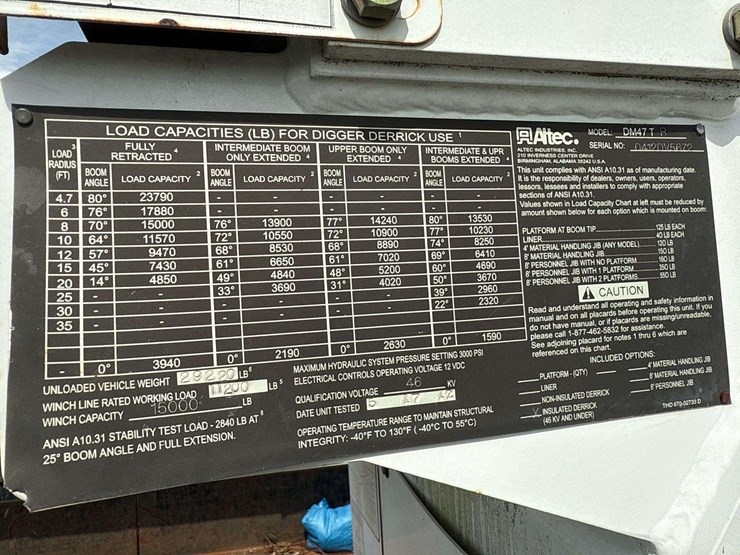 LOAD CAPACITIES (LB) FOR DIGGER DERRICK USE 1
LOAD 3 RADIUS (FT) | FULLY RETRACTED 4 | INTERMEDIATE BOOM ONLY EXTENDED 4 | UPPER BOOM ONLY EXTENDED 4 | INTERMEDIATE & UPR BOOMS EXTENDED 4
BOOM ANGLE | LOAD CAPACITY 2 | BOOM ANGLE | LOAD CAPACITY 2 | BOOM ANGLE | LOAD CAPACITY 2 | BOOM ANGLE | LOAD CAPACITY 2
4.7 80° 23790 - - - - - -
6 76° 17880 - - - - - -
8 70° 15000 76° 13900 77° 14240 80° 13530
10 64° 11570 72° 10550 72° 10900 77° 10230
12 57° 9470 68° 8530 68° 8890 74° 8250
15 45° 7430 61° 6650 61° 7020 69° 6410
20 14° 4850 49° 4840 48° 5200 60° 4690
25 - - 33° 3690 31° 4020 50° 3670
30 - - - - - - 39° 2960
35 - - - - - - 22° 2320
- 0° 3940 0° 2190 0° 2630 0° 1590
UNLOADED VEHICLE WEIGHT 29250 LB 6
WINCH LINE RATED WORKING LOAD 11200 LB 5
WINCH CAPACITY 15000 LB
ANSI A10.31 STABILITY TEST LOAD - 2840 LB AT 6
25° BOOM ANGLE AND FULL EXTENSION.
MAXIMUM HYDRAULIC SYSTEM PRESSURE SETTING 3000 PSI
ELECTRICAL CONTROLS OPERATING VOLTAGE 12 VDC
QUALIFICATION VOLTAGE 46 KV
DATE UNIT TESTED
OPERATING TEMPERATURE RANGE TO MAINTAIN STRUCTURAL
INTEGRITY: -40°F TO 130°F ( -40°C TO 55°C)
Altec.
MODEL: DM47 T R
SERIAL NO: 0412DV5872
ALTEC INDUSTRIES, INC.
210 INVERNESS CENTER DRIVE
BIRMINGHAM, ALABAMA 35242 U.S.A.
This unit complies with ANSI A10.31 as of manufacturing date.
It is the responsibility of dealers, owners, users, operators,
lessors, lessees and installers to comply with appropriate
sections of ANSI A10.31.
Values shown in Load Capacity Chart at left must be reduced by
amount shown below for each option which is mounted on boom:
PLATFORM AT BOOM TIP 125 LB EACH
LINER 40 LB EACH
4' MATERIAL HANDLING JIB (ANY MODEL) 120 LB
8' MATERIAL HANDLING JIB 150 LB
8' PERSONNEL JIB WITH NO PLATFORM 160 LB
8' PERSONNEL JIB WITH 1 PLATFORM 350 LB
8' PERSONNEL JIB WITH 2 PLATFORMS 550 LB
CAUTION
Read and understand all operating and safety information in
manual and on all placards before operating this unit. If you
do not have manual, or if placards are missing/unreadable,
please call 1-877-462-5832 for assistance.
See adjoining placard for notes 1 thru 6 which are
referenced on this chart.
INCLUDED OPTIONS:
PLATFORM - (QTY)
LINER
NON-INSULATED DERRICK
X INSULATED DERRICK
(46 KV AND UNDER)
4' MATERIAL HANDLING JIB
8' MATERIAL HANDLING JIB
8' PERSONNEL JIB
THD 670-02733 D